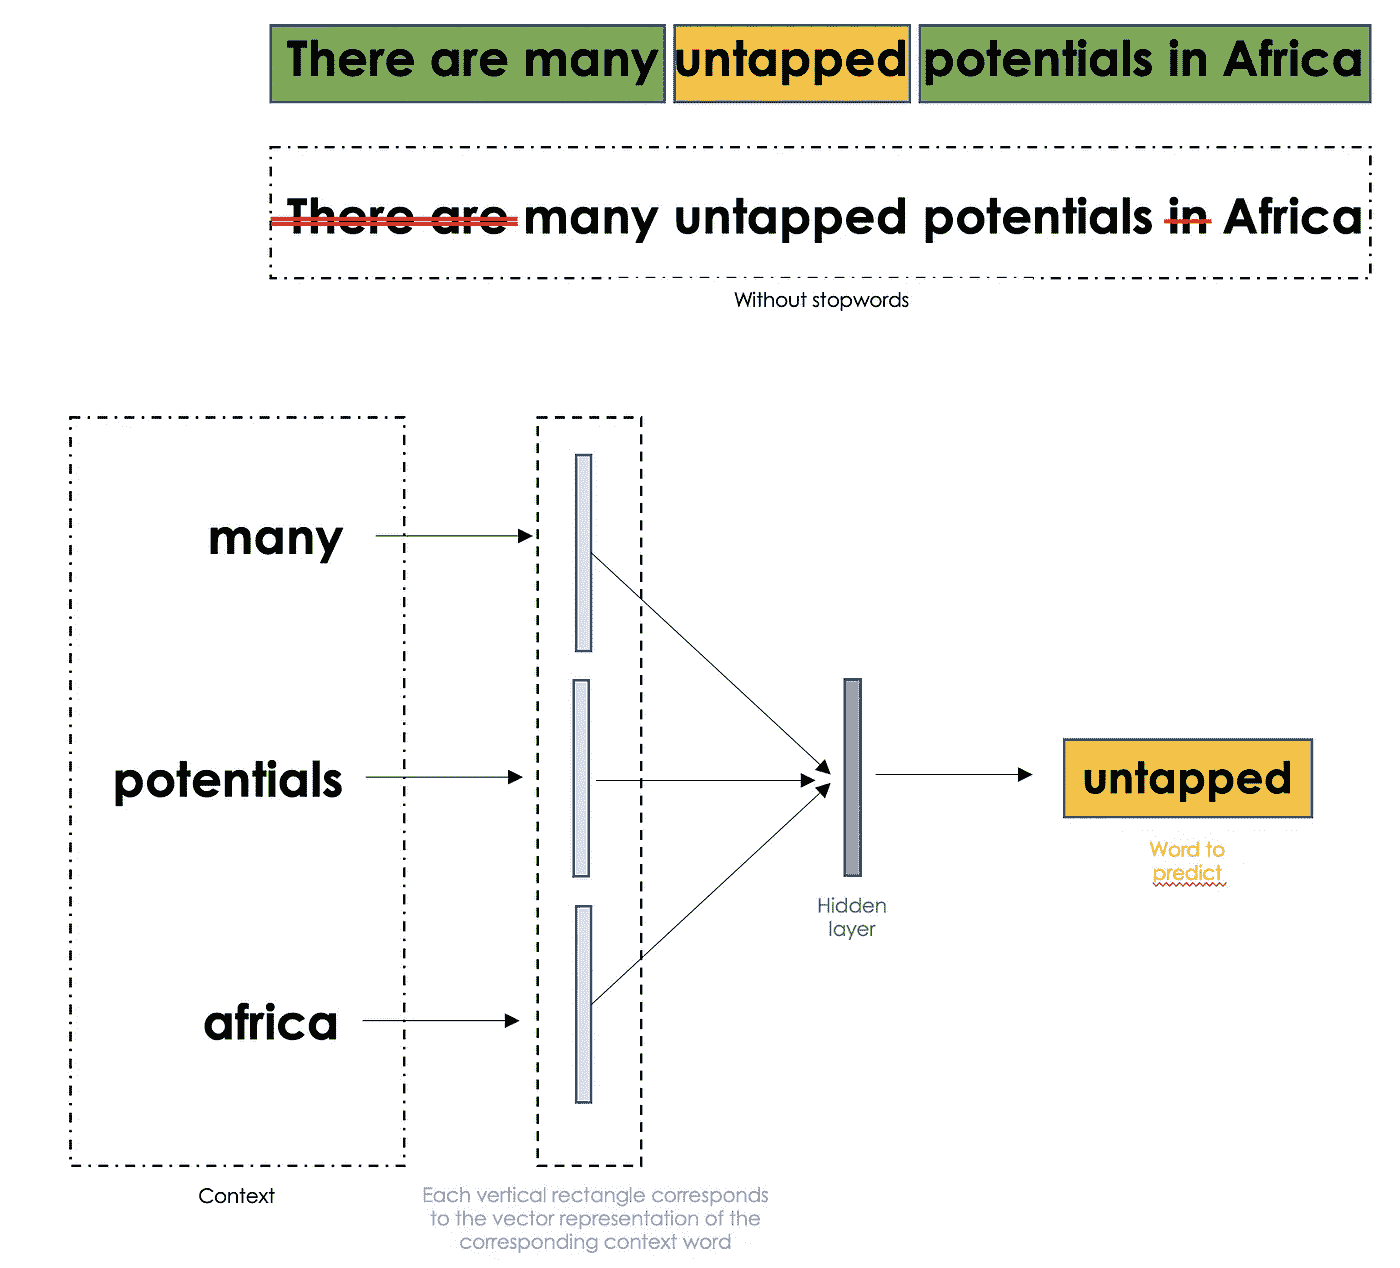 There are many untapped potentials in Africa
There are many untapped potentials in Africa
Without stopwords
many
potentials
africa
Context
Each vertical rectangle corresponds
to the vector representation of the
corresponding context word
Hidden
layer
untapped
Word to
predict